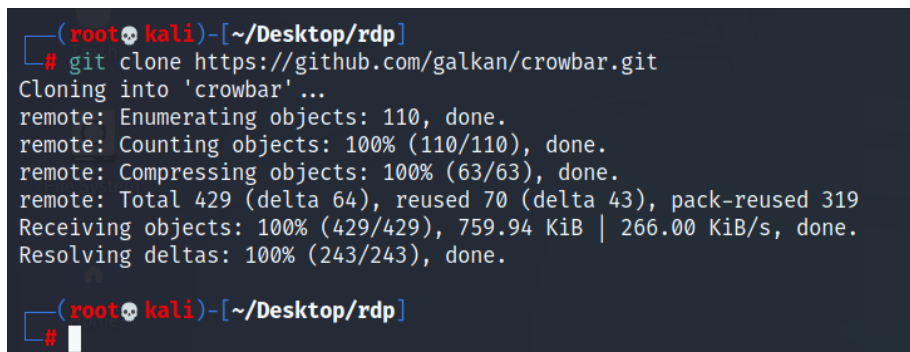 (root💀kali)-[~/Desktop/rdp]
# git clone https://github.com/galkan/crowbar.git
Cloning into 'crowbar'...
remote: Enumerating objects: 110, done.
remote: Counting objects: 100% (110/110), done.
remote: Compressing objects: 100% (63/63), done.
remote: Total 429 (delta 64), reused 70 (delta 43), pack-reused 319
Receiving objects: 100% (429/429), 759.94 KiB | 266.00 KiB/s, done.
Resolving deltas: 100% (243/243), done.
(root💀kali)-[~/Desktop/rdp]
#